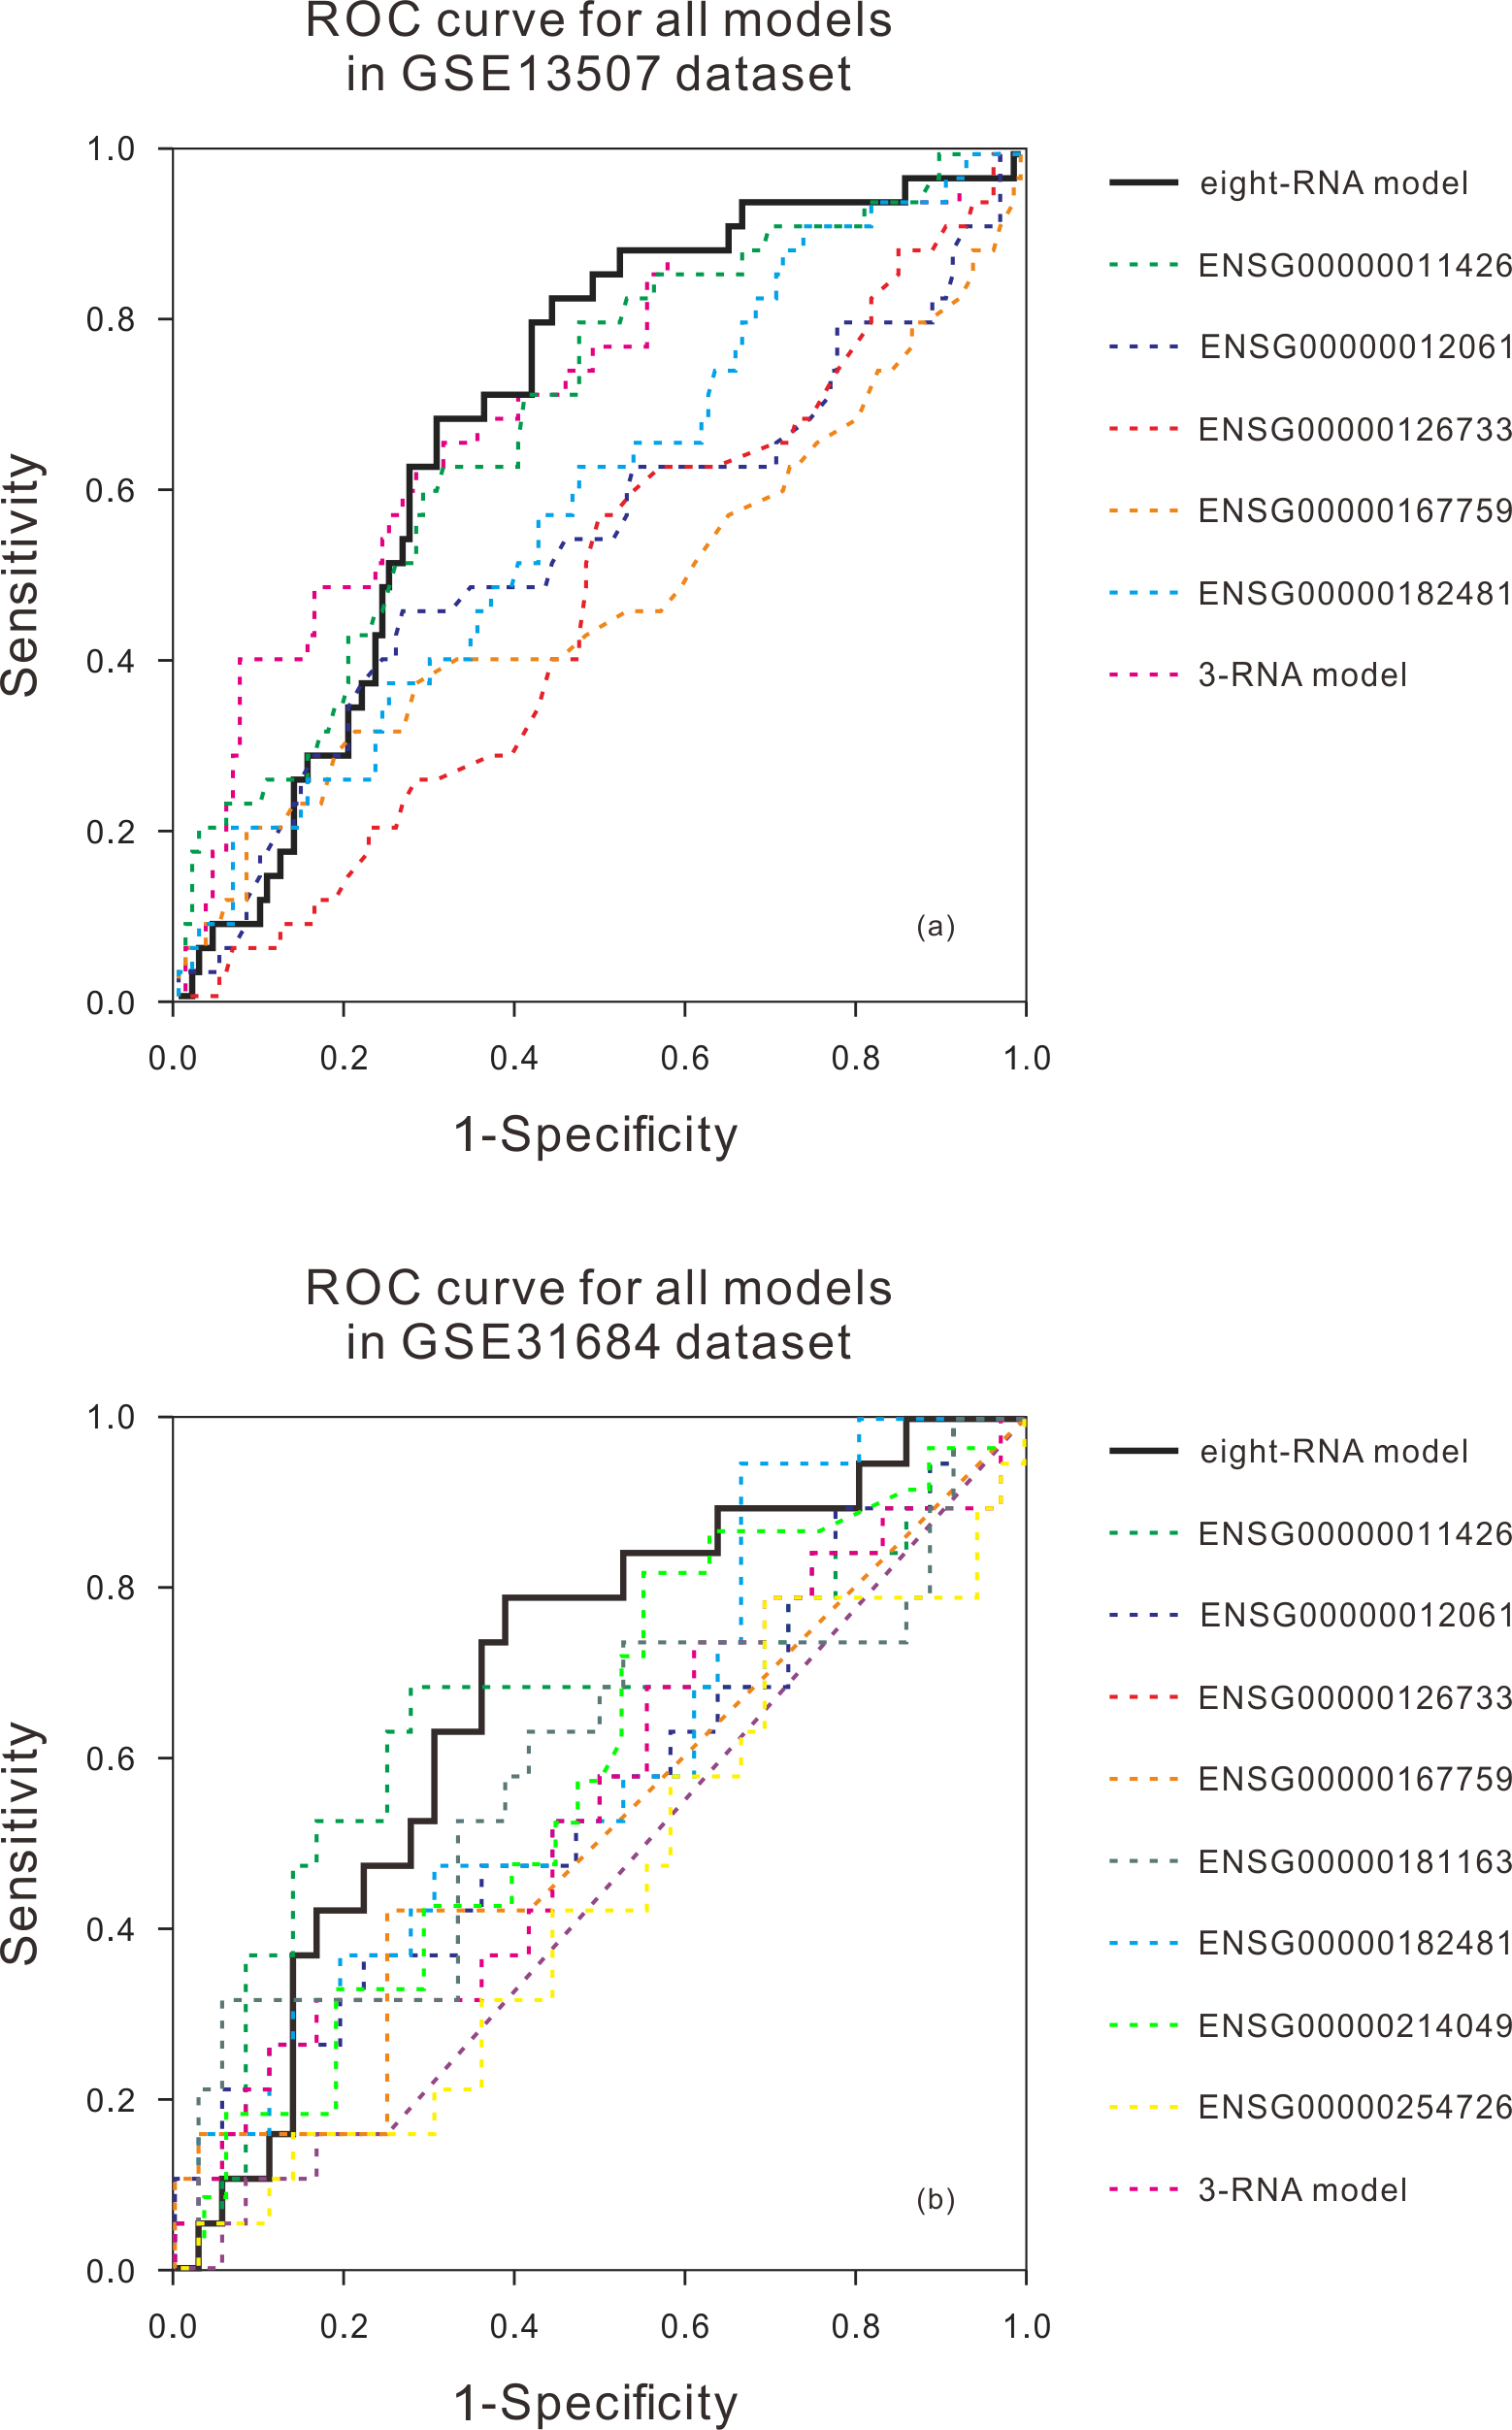 ROC curve for all models
in GSE13507 dataset
1.0
0.8
0.6
0.4
0.2
0.0
Sensitivity
0.0 0.2 0.4 0.6 0.8 1.0
1-Specificity
(a)
eight-RNA model
ENSG00000011426
ENSG00000012061
ENSG00000126733
ENSG00000167759
ENSG00000182481
3-RNA model
ROC curve for all models
in GSE31684 dataset
1.0
0.8
0.6
0.4
0.2
0.0
Sensitivity
0.0 0.2 0.4 0.6 0.8 1.0
1-Specificity
(b)
eight-RNA model
ENSG00000011426
ENSG00000012061
ENSG00000126733
ENSG00000167759
ENSG00000181163
ENSG00000182481
ENSG00000214049
ENSG00000254726
3-RNA model